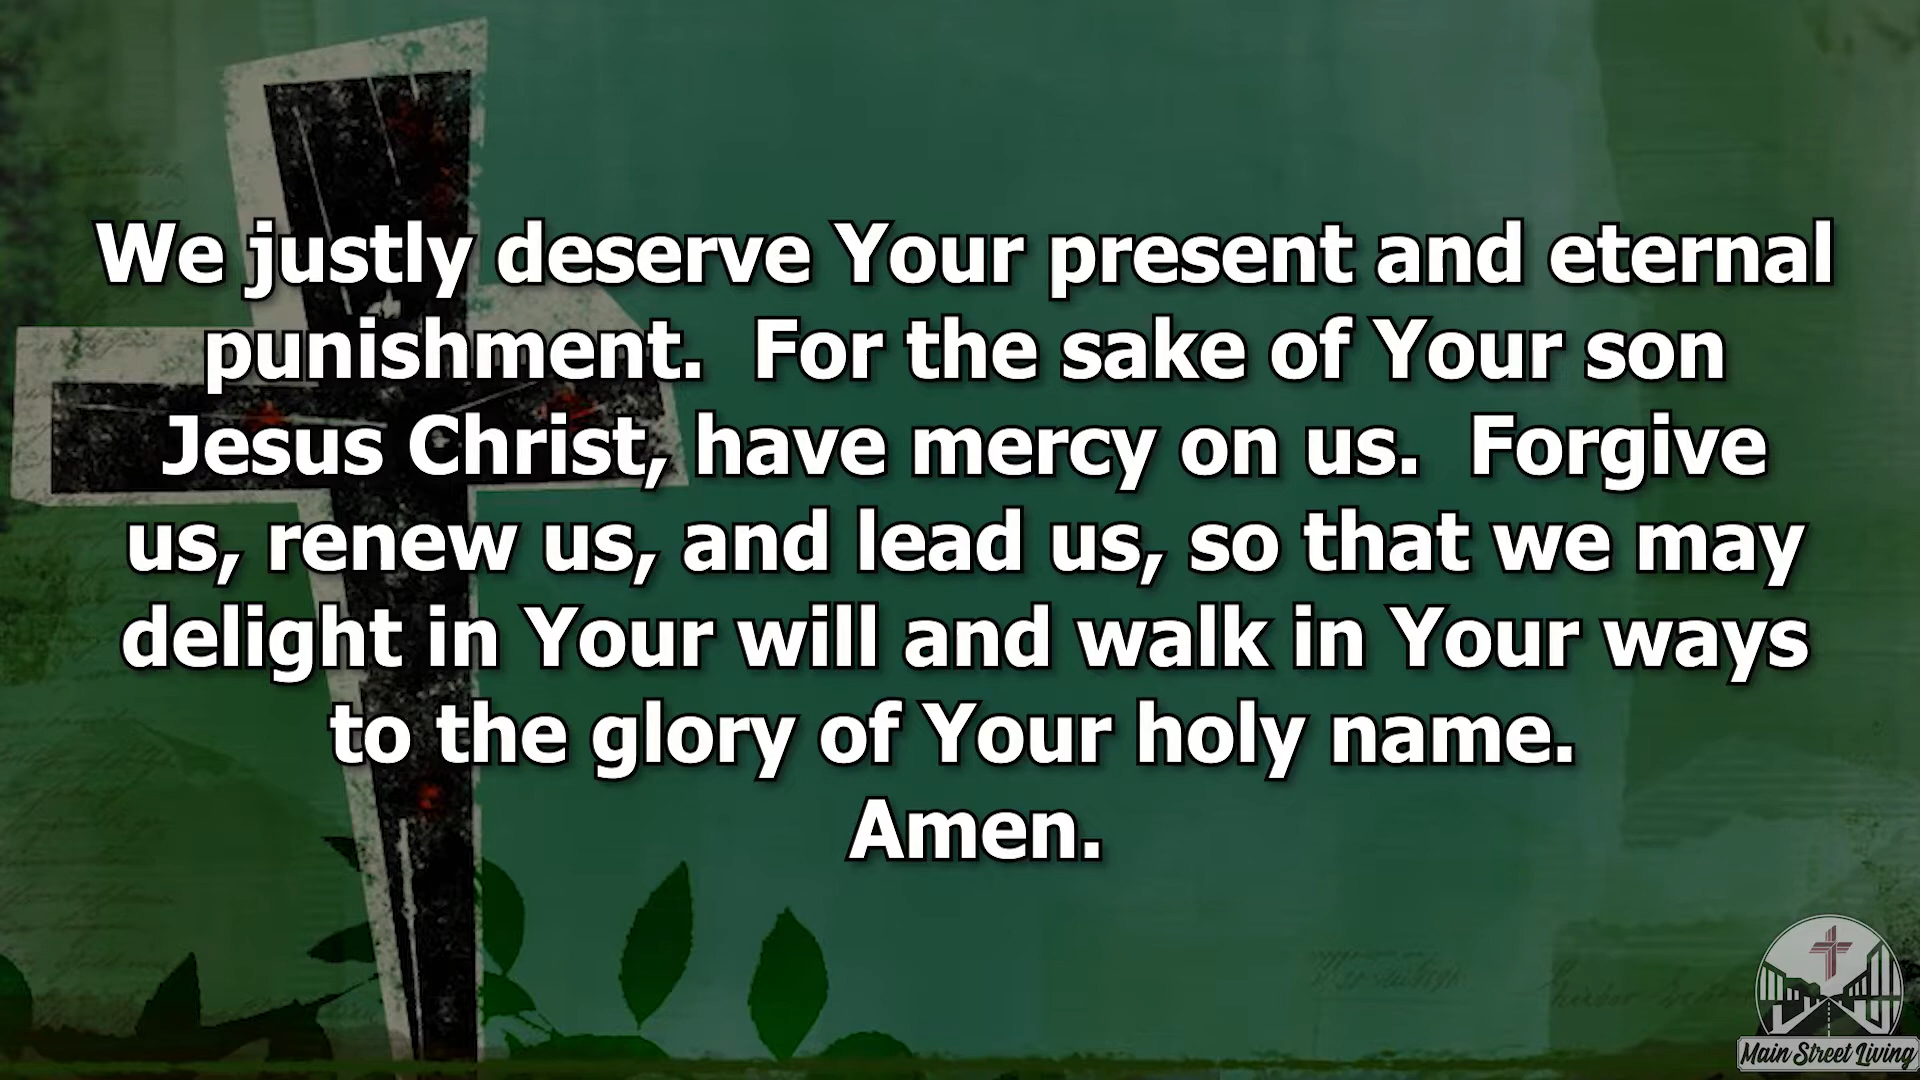 We justly deserve Your present and eternal
punishment.  For the sake of Your son
Jesus Christ, have mercy on us.  Forgive
us, renew us, and lead us, so that we may
delight in Your will and walk in Your ways
to the glory of Your holy name.
Amen.
Main Street Living